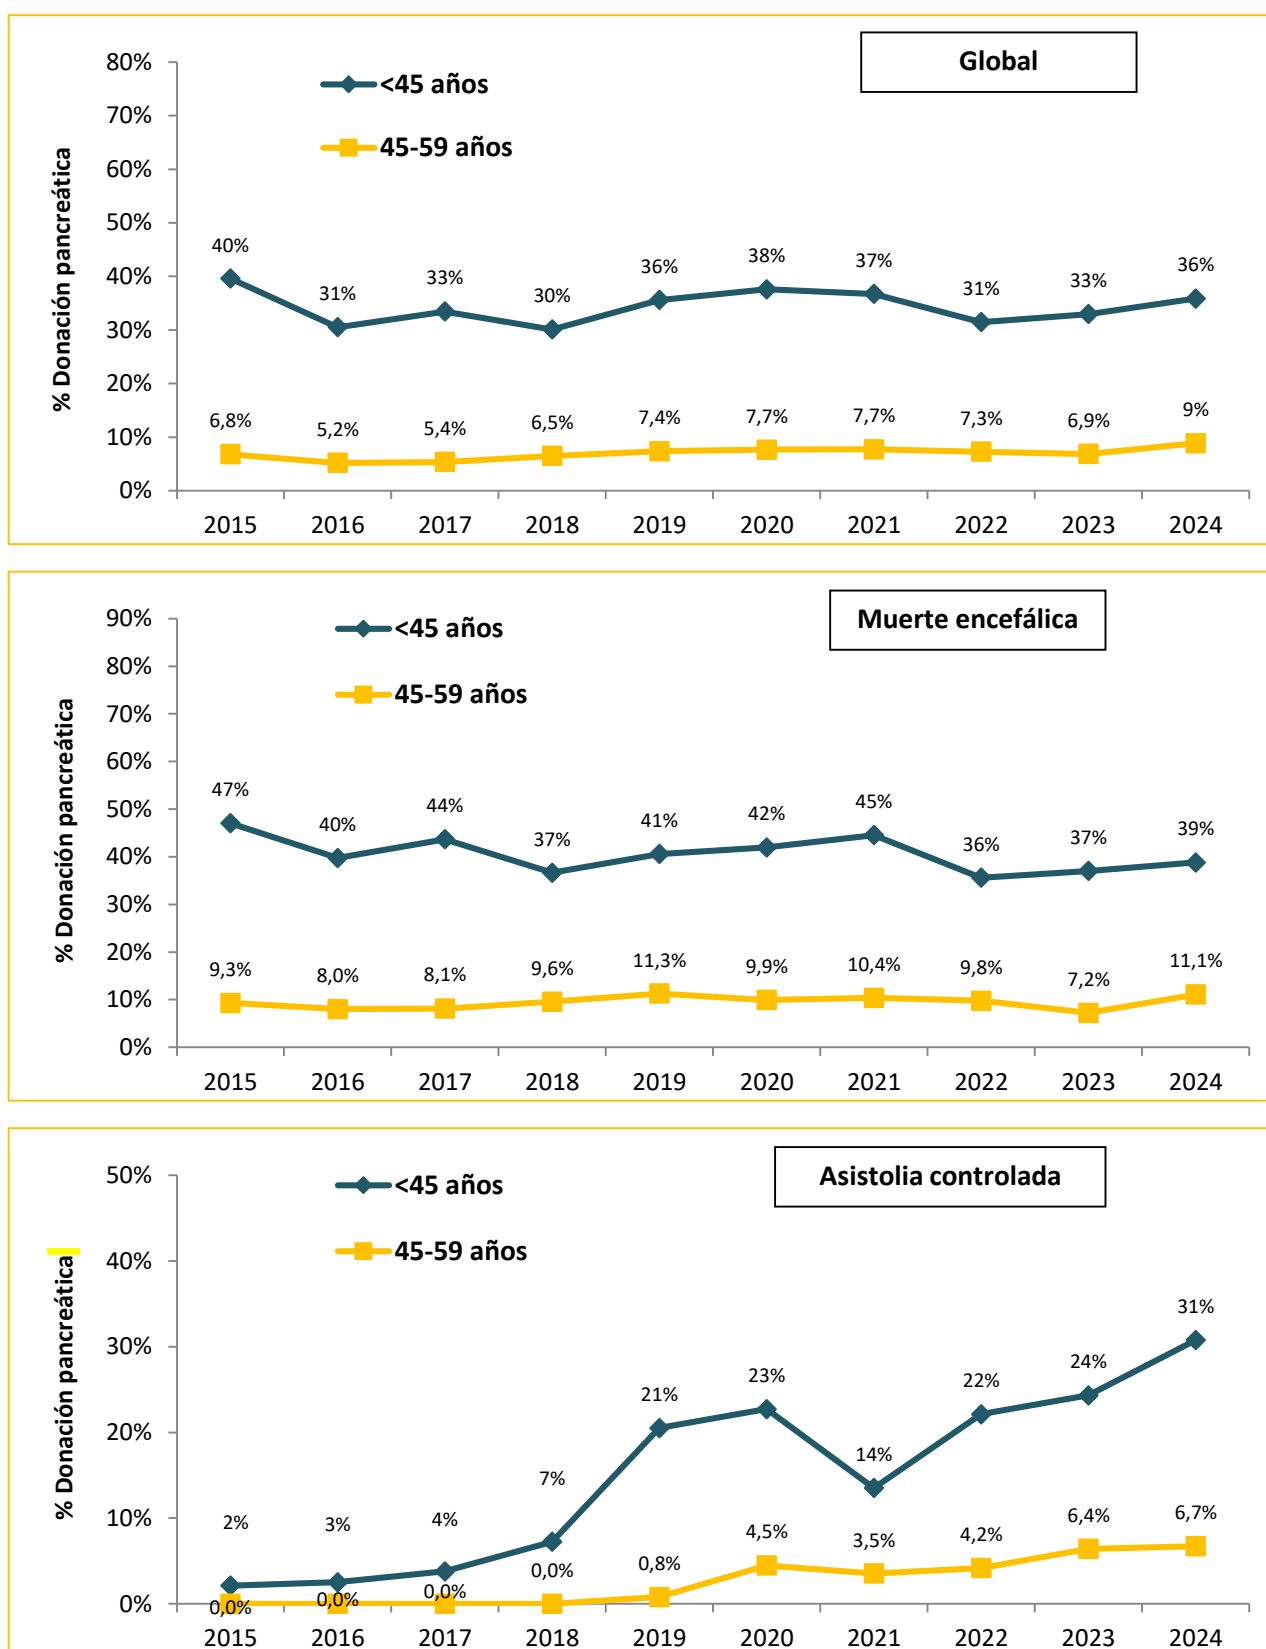 Global
<45 años
45-59 años
% Donación pancreática
80%
70%
60%
50%
40%
30%
20%
10%
0%
40% 31% 33% 30% 36% 38% 37% 31% 33% 36%
6,8% 5,2% 5,4% 6,5% 7,4% 7,7% 7,7% 7,3% 6,9% 9%
2015 2016 2017 2018 2019 2020 2021 2022 2023 2024
Muerte encefálica
<45 años
45-59 años
% Donación pancreática
90%
80%
70%
60%
50%
40%
30%
20%
10%
0%
47% 40% 44% 37% 41% 42% 45% 36% 37% 39%
9,3% 8,0% 8,1% 9,6% 11,3% 9,9% 10,4% 9,8% 7,2% 11,1%
2015 2016 2017 2018 2019 2020 2021 2022 2023 2024
Asistolia controlada
<45 años
45-59 años
% Donación pancreática
50%
40%
30%
20%
10%
0%
2% 3% 4% 7% 21% 23% 14% 22% 24% 31%
0,0% 0,0% 0,0% 0,0% 0,8% 4,5% 3,5% 4,2% 6,4% 6,7%
2015 2016 2017 2018 2019 2020 2021 2022 2023 2024